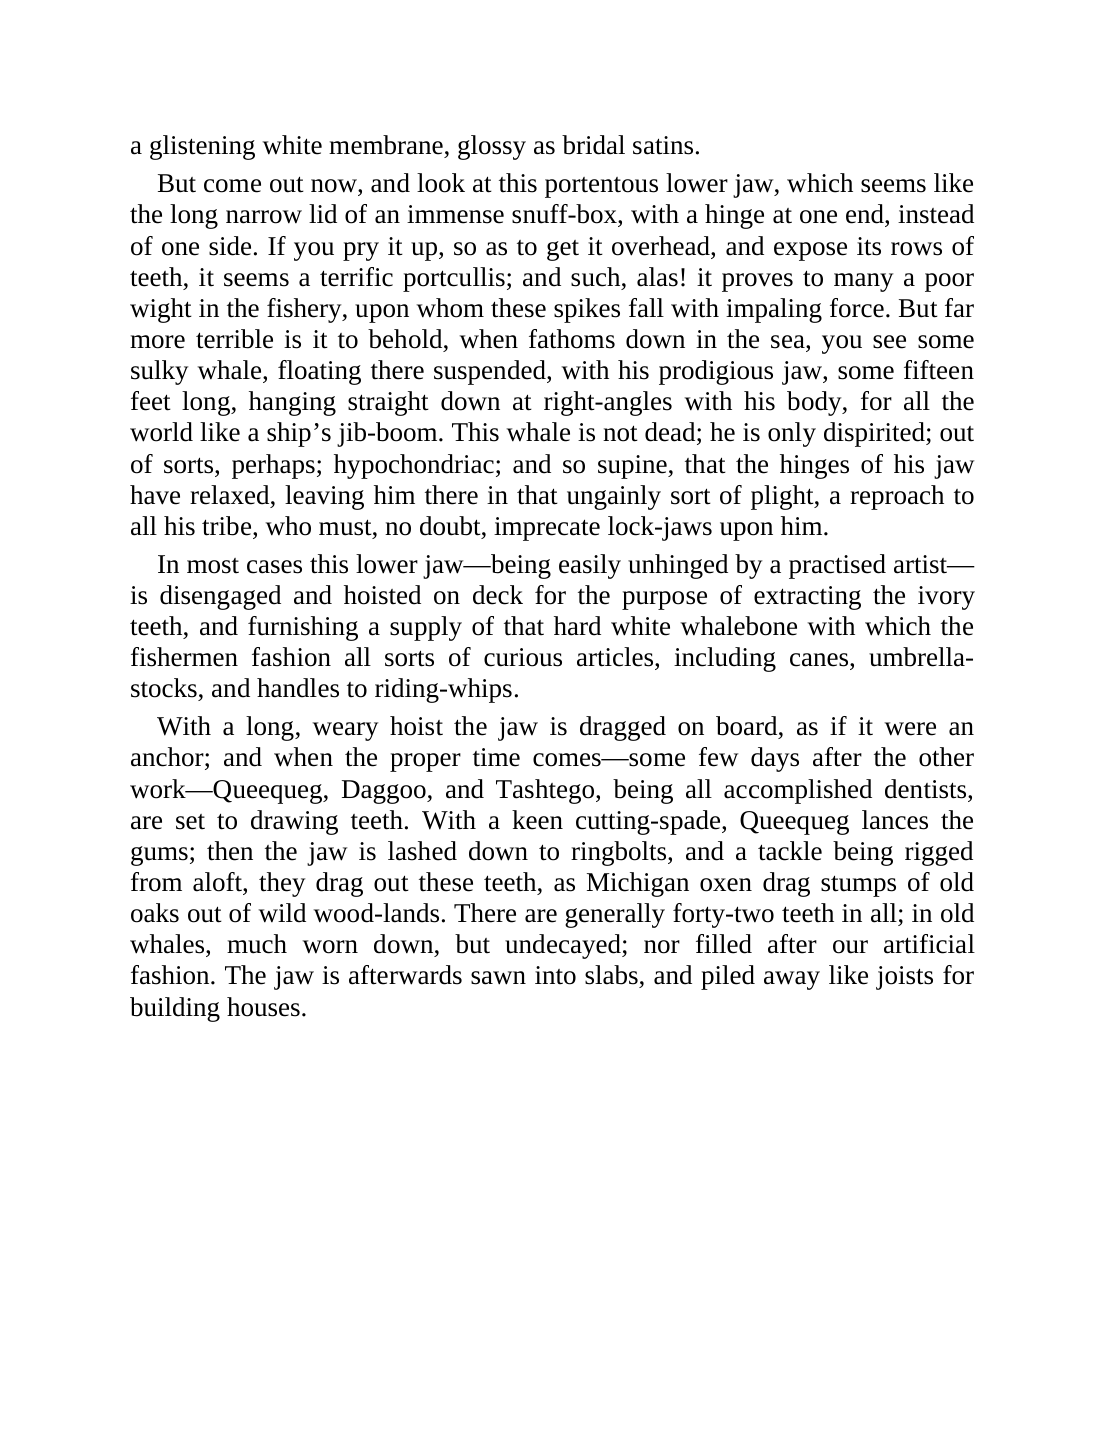 a glistening white membrane, glossy as bridal satins.
But come out now, and look at this portentous lower jaw, which seems like
the long narrow lid of an immense snuff-box, with a hinge at one end, instead
of one side. If you pry it up, so as to get it overhead, and expose its rows of
teeth, it seems a terrific portcullis; and such, alas! it proves to many a poor
wight in the fishery, upon whom these spikes fall with impaling force. But far
more terrible is it to behold, when fathoms down in the sea, you see some
sulky whale, floating there suspended, with his prodigious jaw, some fifteen
feet long, hanging straight down at right-angles with his body, for all the
world like a ship’s jib-boom. This whale is not dead; he is only dispirited; out
of sorts, perhaps; hypochondriac; and so supine, that the hinges of his jaw
have relaxed, leaving him there in that ungainly sort of plight, a reproach to
all his tribe, who must, no doubt, imprecate lock-jaws upon him.
In most cases this lower jaw—being easily unhinged by a practised artist—
is disengaged and hoisted on deck for the purpose of extracting the ivory
teeth, and furnishing a supply of that hard white whalebone with which the
fishermen fashion all sorts of curious articles, including canes, umbrella-
stocks, and handles to riding-whips.
With a long, weary hoist the jaw is dragged on board, as if it were an
anchor; and when the proper time comes—some few days after the other
work—Queequeg, Daggoo, and Tashtego, being all accomplished dentists,
are set to drawing teeth. With a keen cutting-spade, Queequeg lances the
gums; then the jaw is lashed down to ringbolts, and a tackle being rigged
from aloft, they drag out these teeth, as Michigan oxen drag stumps of old
oaks out of wild wood-lands. There are generally forty-two teeth in all; in old
whales, much worn down, but undecayed; nor filled after our artificial
fashion. The jaw is afterwards sawn into slabs, and piled away like joists for
building houses.